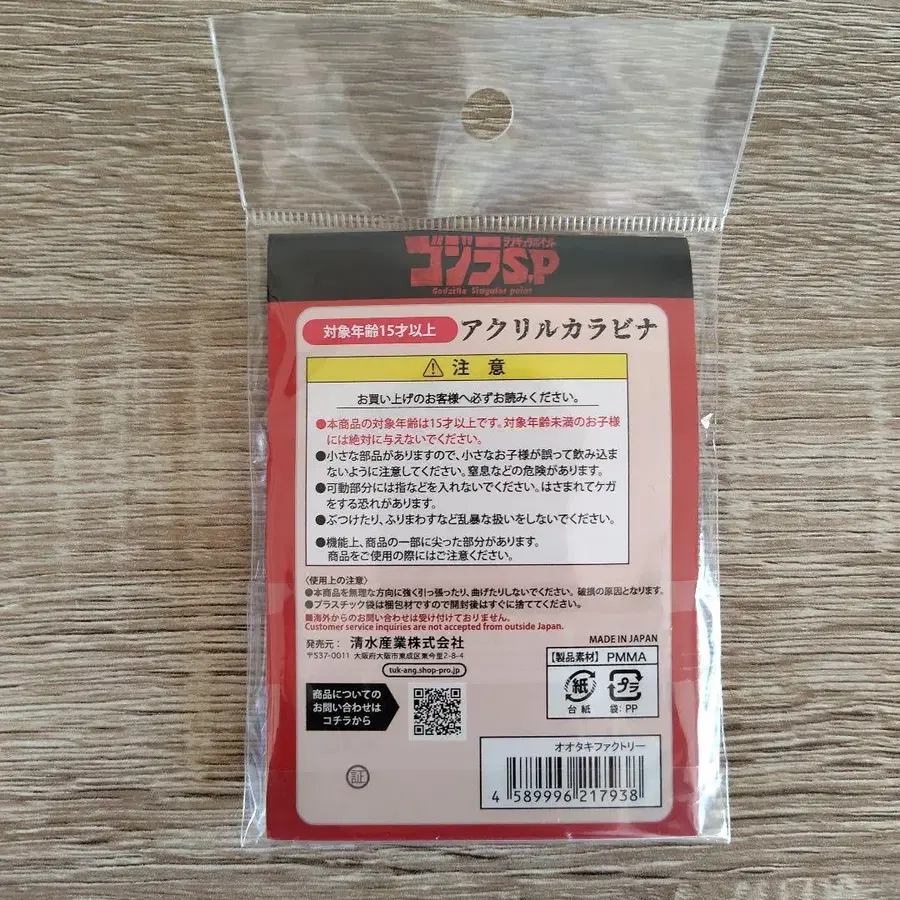 シンギュラポイント
ゴジラS.P
Godzilla Singular point
対象年齢15才以上 アクリルカラビナ
注 意
お買い上げのお客様へ必ずお読みください。
●本商品の対象年齢は15才以上です。対象年齢未満のお子様
には絶対に与えないでください。
●小さな部品がありますので、小さなお子様が誤って飲み込ま
ないように注意してください。窒息などの危険があります。
●可動部分には指などを入れないでください。はさまれてケガ
をする恐れがあります。
●ぶつけたり、ふりまわすなど乱暴な扱いをしないでください。
●機能上、商品の一部に尖った部分があります。
商品をご使用の際にはご注意ください。
〈使用上の注意〉
●本商品を無理な方向に強く引っ張ったり、曲げたりしないでください。破損の原因となります。
●プラスチック袋は梱包材ですので開封後はすぐに捨ててください。
■海外からのお問い合わせは受け付けておりません。
Customer service inquiries are not accepted from outside Japan.
発売元： 清水産業株式会社
〒537-0011 大阪府大阪市東成区東今里2-8-4
tuk-ang.shop-pro.jp
MADE IN JAPAN
【製品素材】 PMMA
紙 プラ
台 紙 袋：PP
商品についての
お問い合わせは
コチラから
証
オオタキファクトリー
4 589996 217938